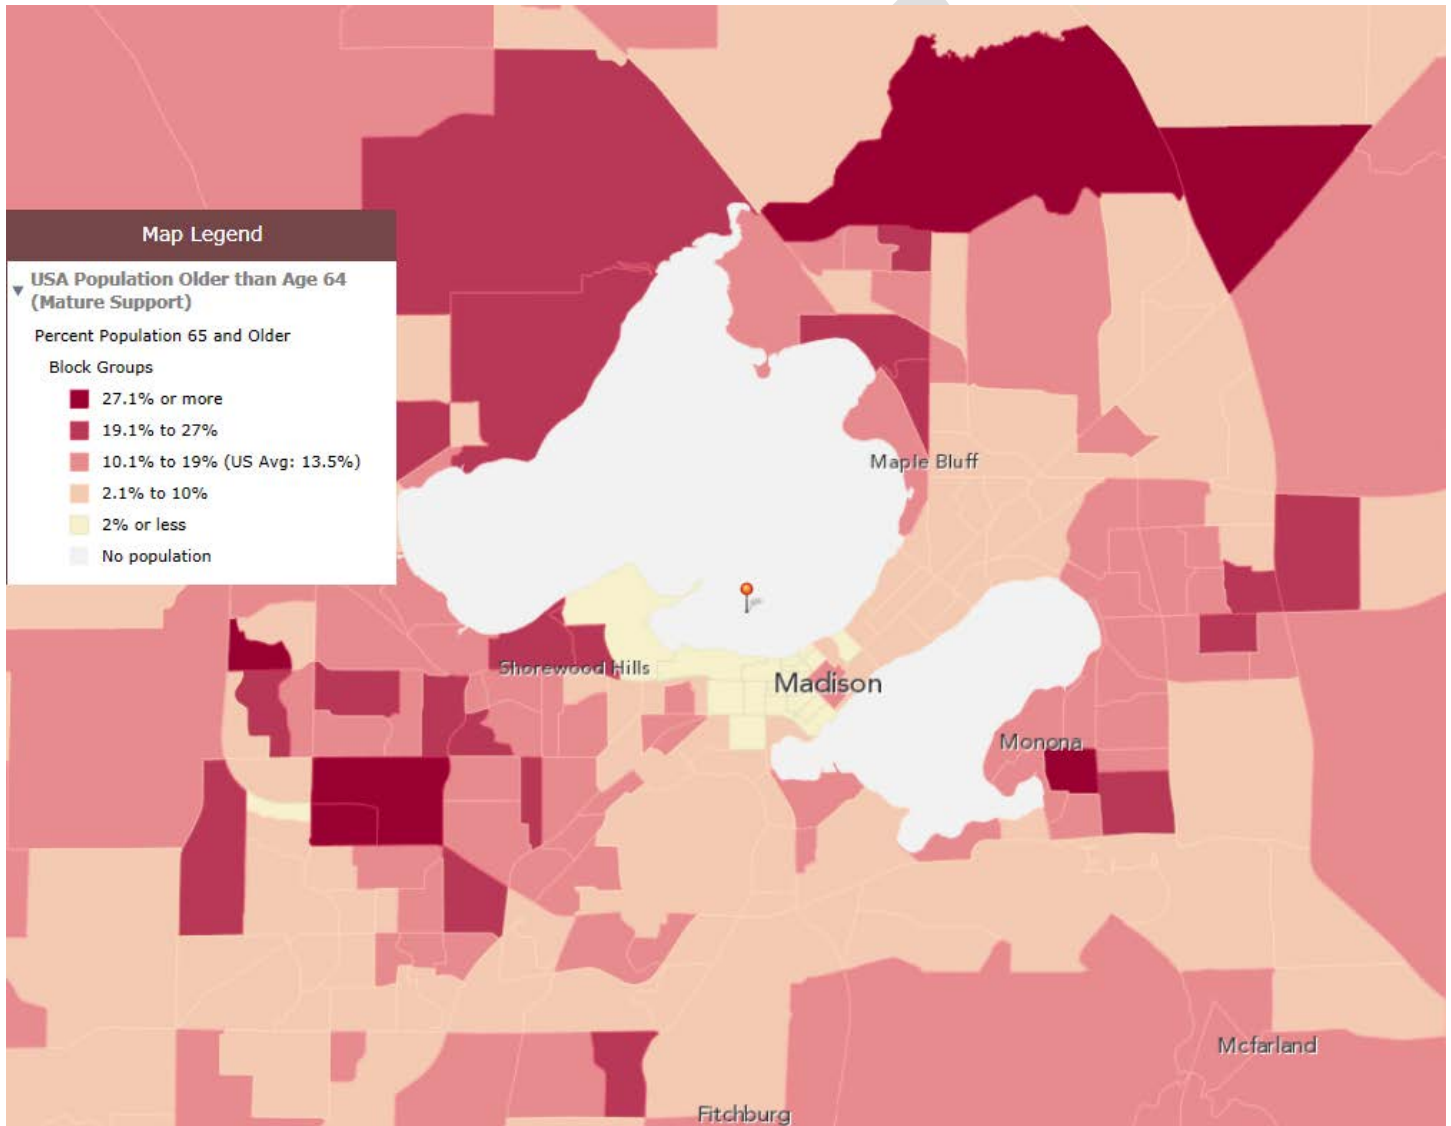 Map Legend
USA Population Older than Age 64
(Mature Support)
Percent Population 65 and Older
Block Groups
27.1% or more
19.1% to 27%
10.1% to 19% (US Avg: 13.5%)
2.1% to 10%
2% or less
No population
Maple Bluff
Shorewood Hills
Madison
Monona
Mcfarland
Fitchburg